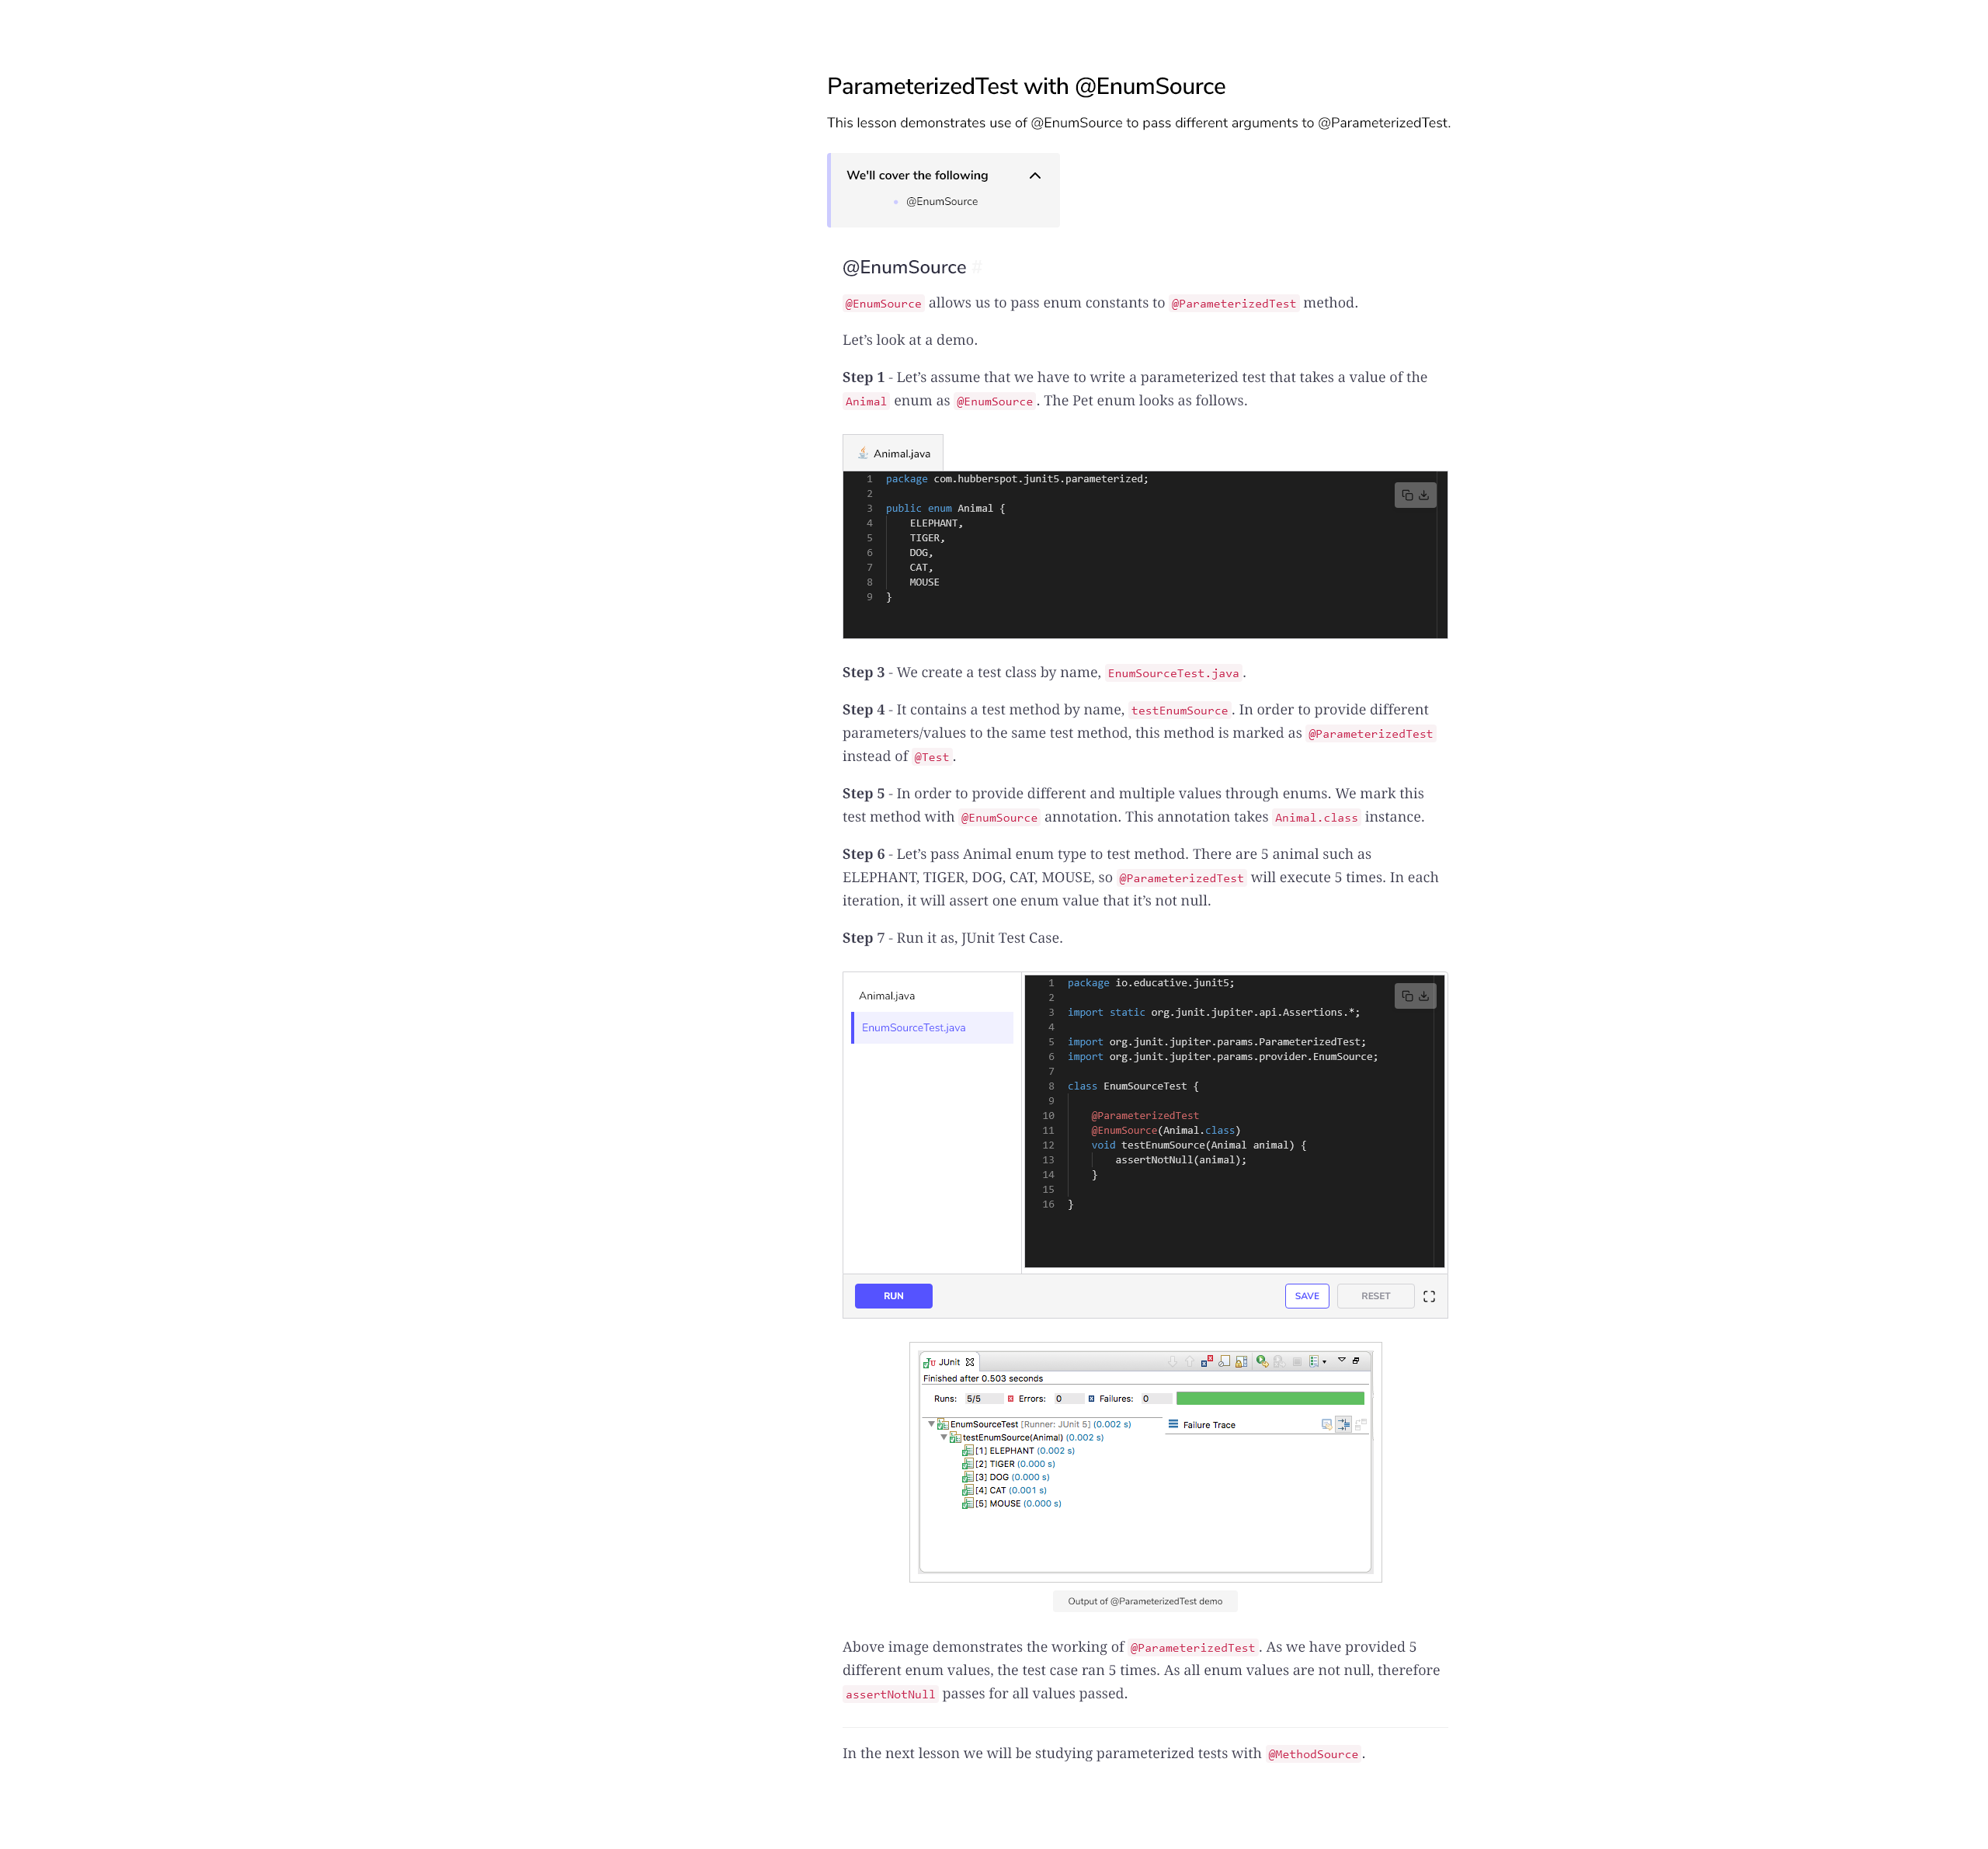 ParameterizedTest with @EnumSource
This lesson demonstrates use of @EnumSource to pass different arguments to @ParameterizedTest.
We'll cover the following
@EnumSource
@EnumSource #
@EnumSource allows us to pass enum constants to @ParameterizedTest method.
Let’s look at a demo.
Step 1 - Let’s assume that we have to write a parameterized test that takes a value of the
Animal enum as @EnumSource. The Pet enum looks as follows.
Animal.java
1 package com.hubberspot.junit5.parameterized;
2
3 public enum Animal {
4     ELEPHANT,
5     TIGER,
6     DOG,
7     CAT,
8     MOUSE
9 }
Step 3 - We create a test class by name, EnumSourceTest.java.
Step 4 - It contains a test method by name, testEnumSource. In order to provide different
parameters/values to the same test method, this method is marked as @ParameterizedTest
instead of @Test.
Step 5 - In order to provide different and multiple values through enums. We mark this
test method with @EnumSource annotation. This annotation takes Animal.class instance.
Step 6 - Let’s pass Animal enum type to test method. There are 5 animal such as
ELEPHANT, TIGER, DOG, CAT, MOUSE, so @ParameterizedTest will execute 5 times. In each
iteration, it will assert one enum value that it’s not null.
Step 7 - Run it as, JUnit Test Case.
Animal.java
EnumSourceTest.java
1 package io.educative.junit5;
2
3 import static org.junit.jupiter.api.Assertions.*;
4
5 import org.junit.jupiter.params.ParameterizedTest;
6 import org.junit.jupiter.params.provider.EnumSource;
7
8 class EnumSourceTest {
9
10     @ParameterizedTest
11     @EnumSource(Animal.class)
12     void testEnumSource(Animal animal) {
13         assertNotNull(animal);
14     }
15
16 }
RUN
SAVE
RESET
JUnit
Finished after 0.503 seconds
Runs: 5/5 Errors: 0 Failures: 0
EnumSourceTest [Runner: JUnit 5] (0.002 s)
Failure Trace
testEnumSource(Animal) (0.002 s)
[1] ELEPHANT (0.002 s)
[2] TIGER (0.000 s)
[3] DOG (0.000 s)
[4] CAT (0.001 s)
[5] MOUSE (0.000 s)
Output of @ParameterizedTest demo
Above image demonstrates the working of @ParameterizedTest. As we have provided 5
different enum values, the test case ran 5 times. As all enum values are not null, therefore
assertNotNull passes for all values passed.
In the next lesson we will be studying parameterized tests with @MethodSource.